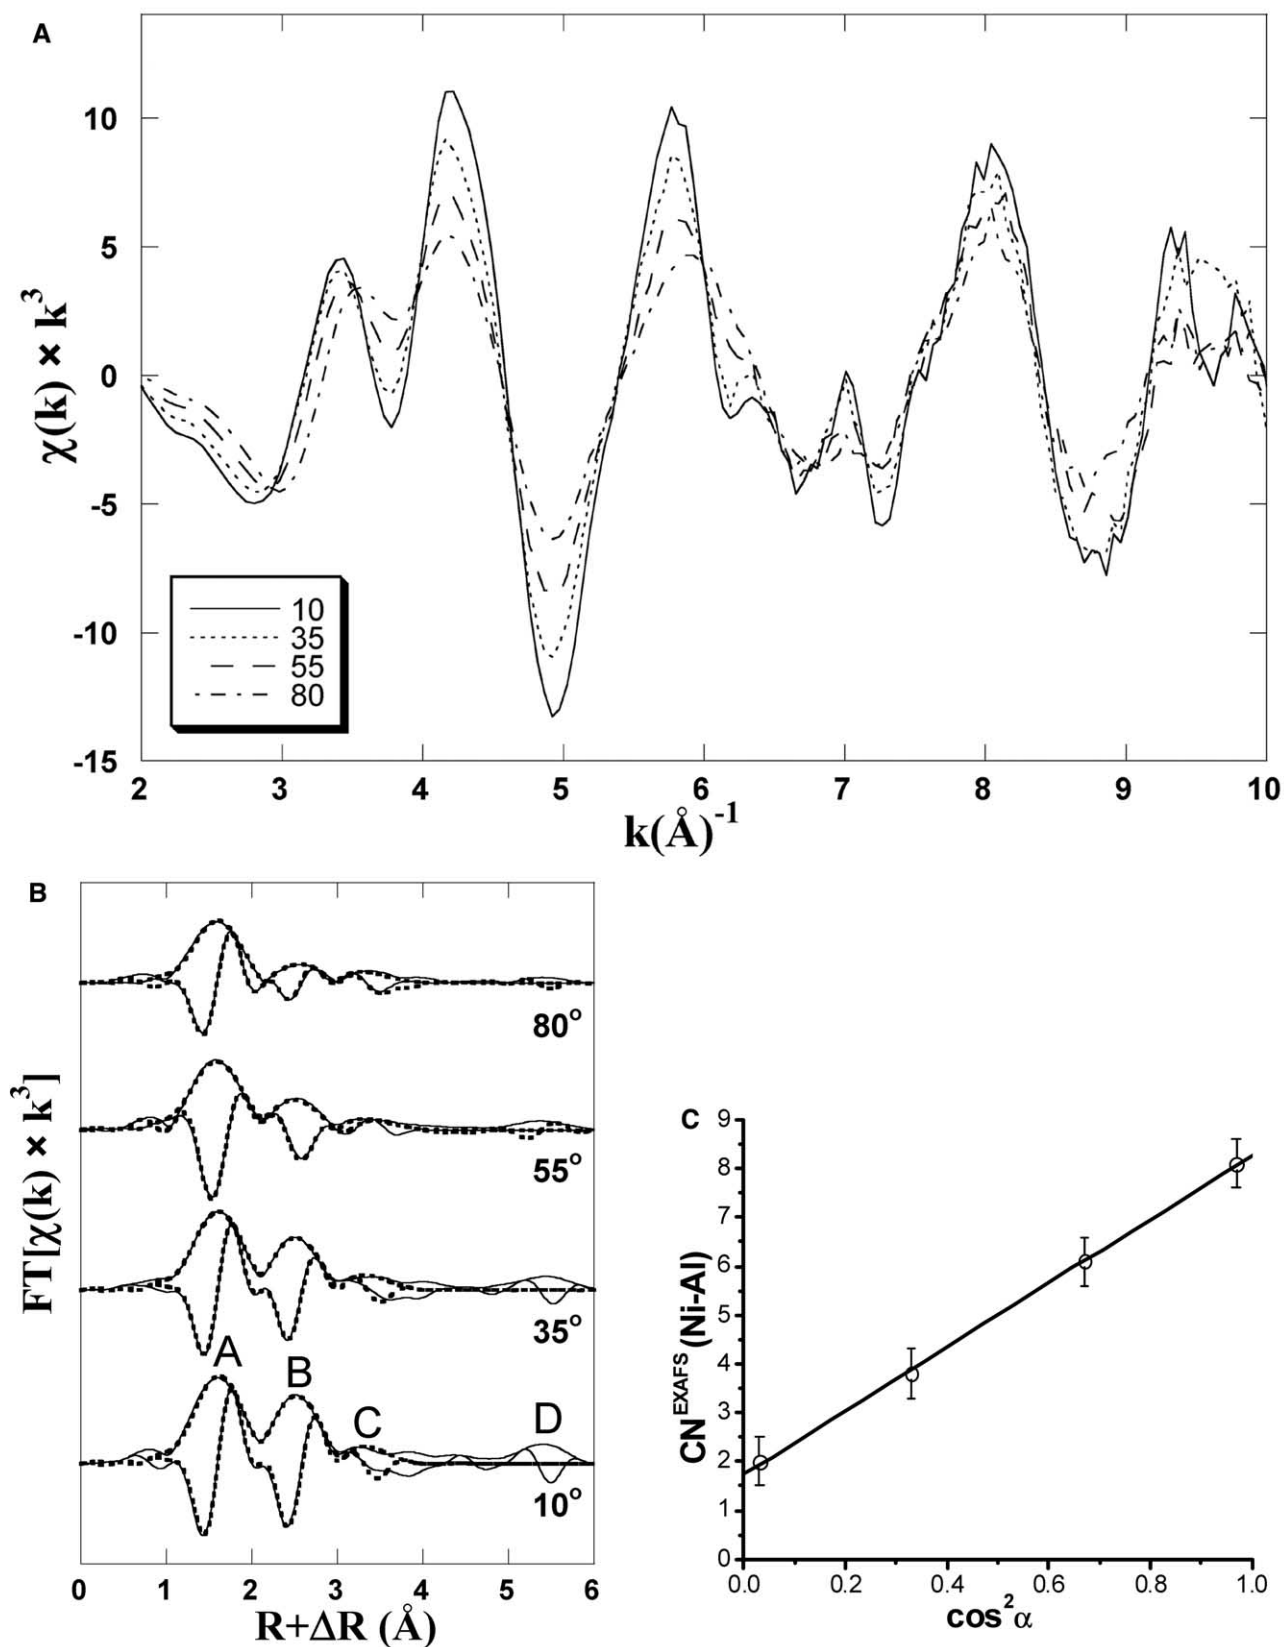 A
10
5
0
-5
-10
-15
χ(k) × k³
10
35
55
80
2 3 4 5 6 7 8 9 10
k(Å)⁻¹
B
80°
55°
35°
A
B
C
D
10°
FT[χ(k) × k³]
0 1 2 3 4 5 6
R+ΔR (Å)
C
9
8
7
6
5
4
3
2
1
0
CN^EXAFS (Ni-Al)
0.0 0.2 0.4 0.6 0.8 1.0
cos²α